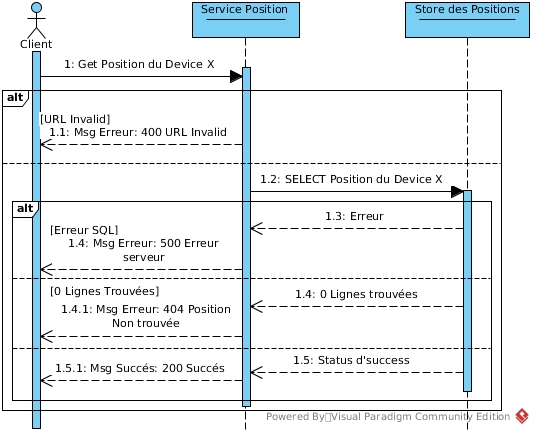 Service Position
Store des Positions
Client
1: Get Position du Device X
alt
[URL Invalid]
1.1: Msg Erreur: 400 URL Invalid
1.2: SELECT Position du Device X
alt
1.3: Erreur
[Erreur SQL]
1.4: Msg Erreur: 500 Erreur
serveur
[0 Lignes Trouvées]
1.4: 0 Lignes trouvées
1.4.1: Msg Erreur: 404 Position
Non trouvée
1.5: Status d'success
1.5.1: Msg Succés: 200 Succés
Powered By Visual Paradigm Community Edition